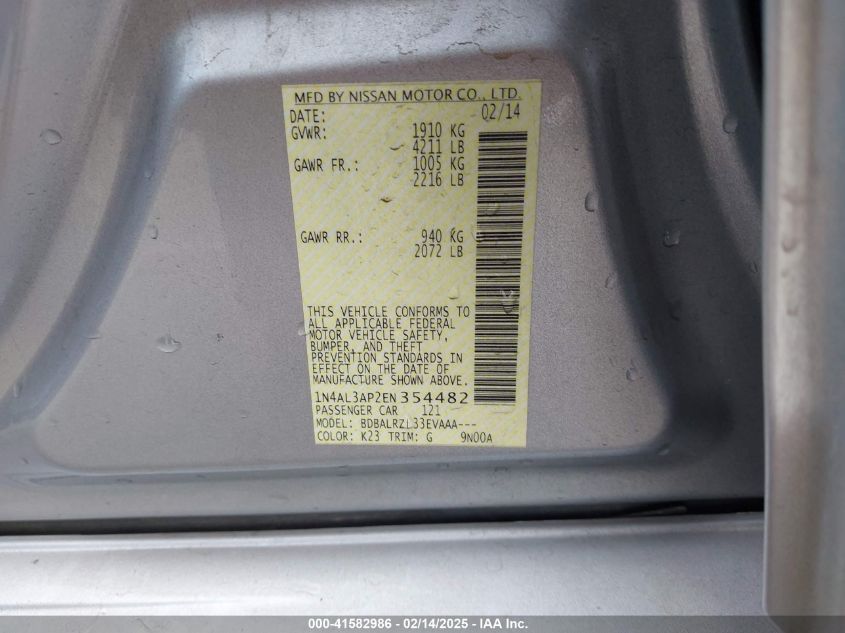 MFD BY NISSAN MOTOR CO., LTD.
DATE: 02/14
GVWR: 1910 KG
4211 LB
GAWR FR.: 1005 KG
2216 LB
GAWR RR.: 940 KG
2072 LB
THIS VEHICLE CONFORMS TO
ALL APPLICABLE FEDERAL
MOTOR VEHICLE SAFETY,
BUMPER, AND THEFT
PREVENTION STANDARDS IN
EFFECT ON THE DATE OF
MANUFACTURE SHOWN ABOVE.
1N4AL3AP2EN354482
PASSENGER CAR 121
MODEL: BDBALRZL33EVAAA---
COLOR: K23 TRIM: G 9N00A
000-41582986 - 02/14/2025 - IAA Inc.